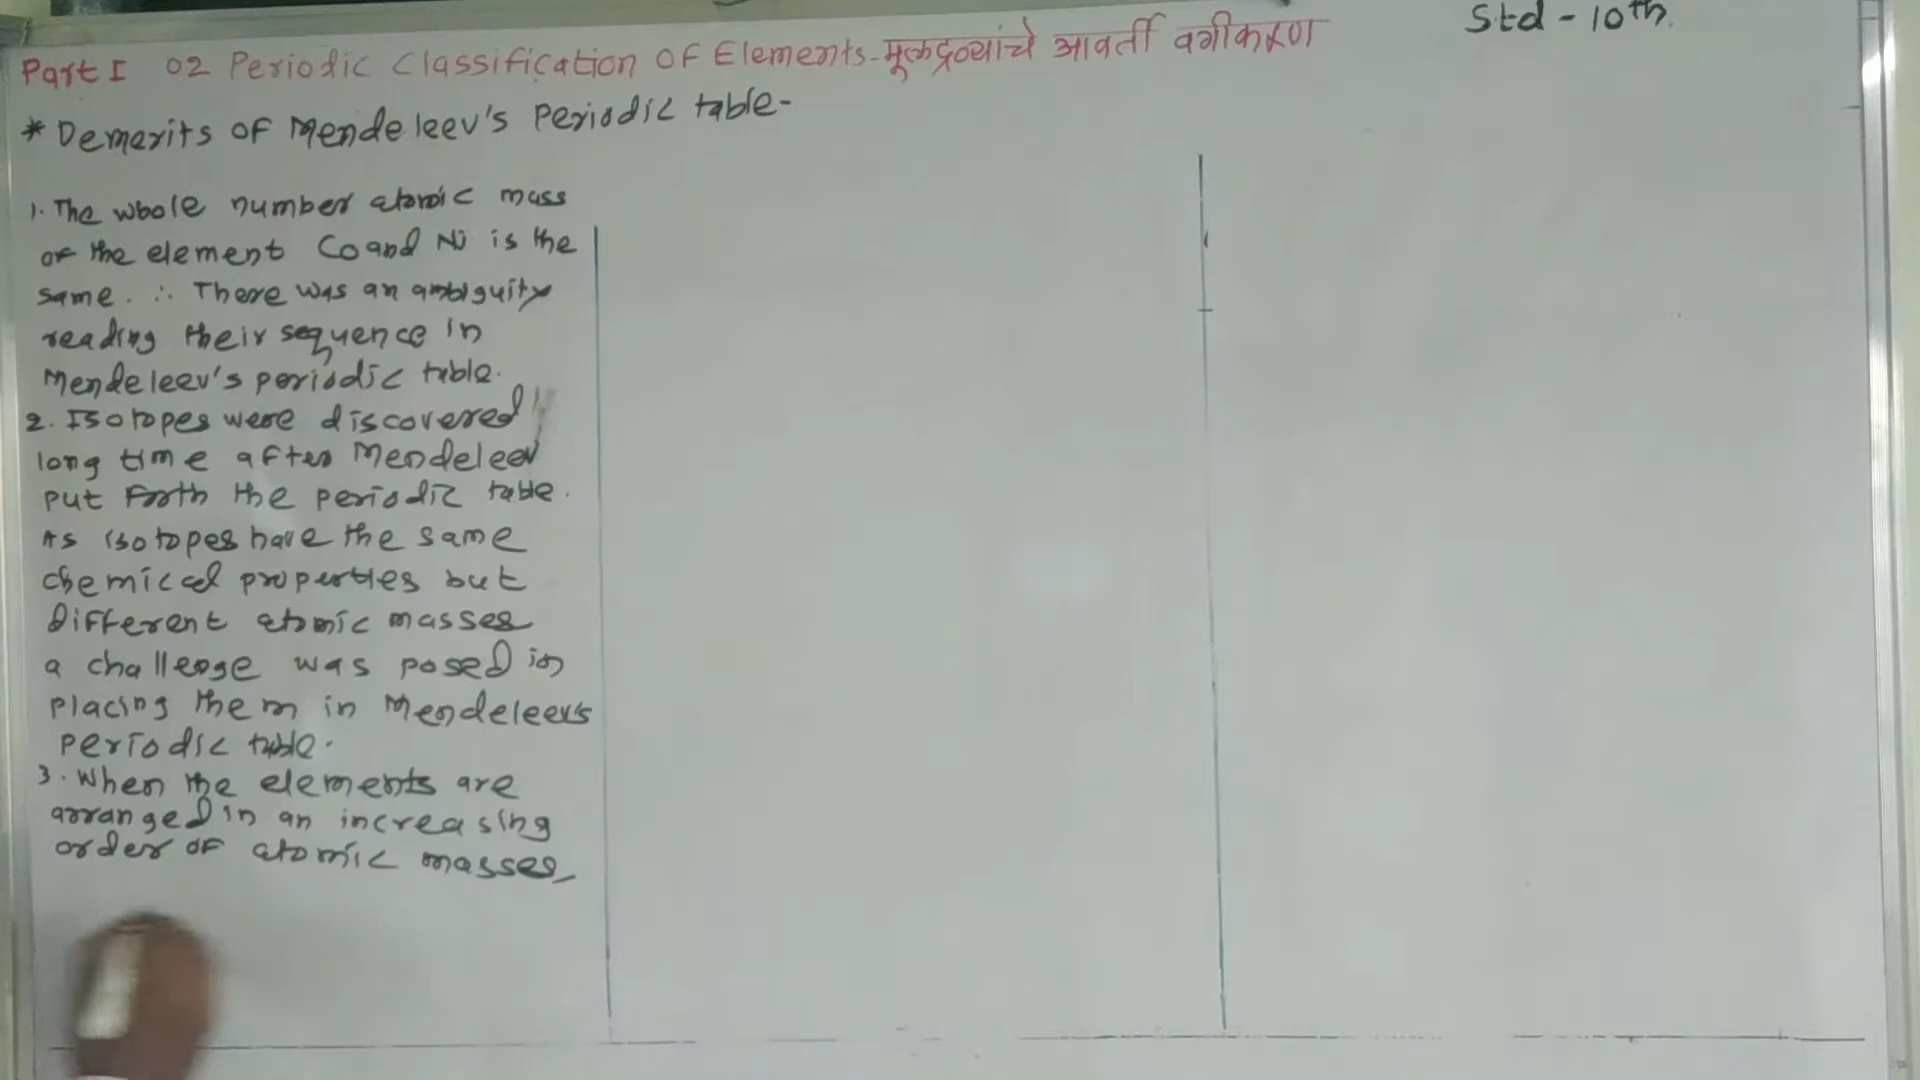 Part I 02 Periodic Classification Of Elements-मूलद्रव्यांचे आवर्ती वर्गीकरण
Std - 10th.
* Demerits of Mendeleev's Periodic table-
1. The whole number atomic mass
of the element Co and Ni is the
same. ∴ There was an ambiguity
reading their sequence in
Mendeleev's periodic table.
2. Isotopes were discovered
long time after Mendeleev
put forth the periodic table.
As isotopes have the same
chemical properties but
different atomic masses
a challenge was posed in
placing them in Mendeleev's
periodic table.
3. When the elements are
arranged in an increasing
order of atomic masses